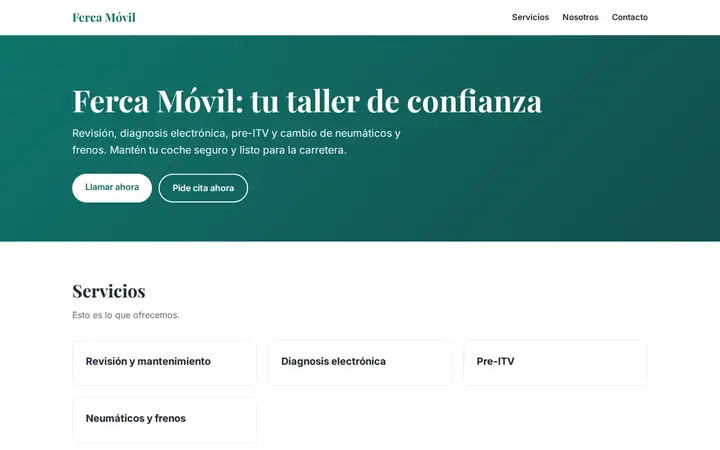 Ferca Móvil
Servicios Nosotros Contacto
Ferca Móvil: tu taller de confianza
Revisión, diagnosis electrónica, pre-ITV y cambio de neumáticos y
frenos. Mantén tu coche seguro y listo para la carretera.
Llamar ahora
Pide cita ahora
Servicios
Esto es lo que ofrecemos.
Revisión y mantenimiento
Diagnosis electrónica
Pre-ITV
Neumáticos y frenos